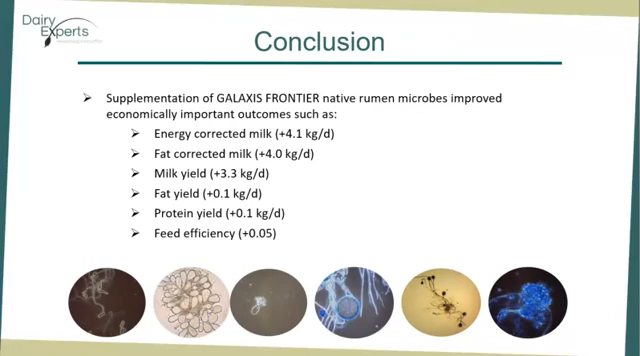 Dairy
Experts
Conclusion
➤ Supplementation of GALAXIS FRONTIER native rumen microbes improved
economically important outcomes such as:
➤ Energy corrected milk (+4.1 kg/d)
➤ Fat corrected milk (+4.0 kg/d)
➤ Milk yield (+3.3 kg/d)
➤ Fat yield (+0.1 kg/d)
➤ Protein yield (+0.1 kg/d)
➤ Feed efficiency (+0.05)